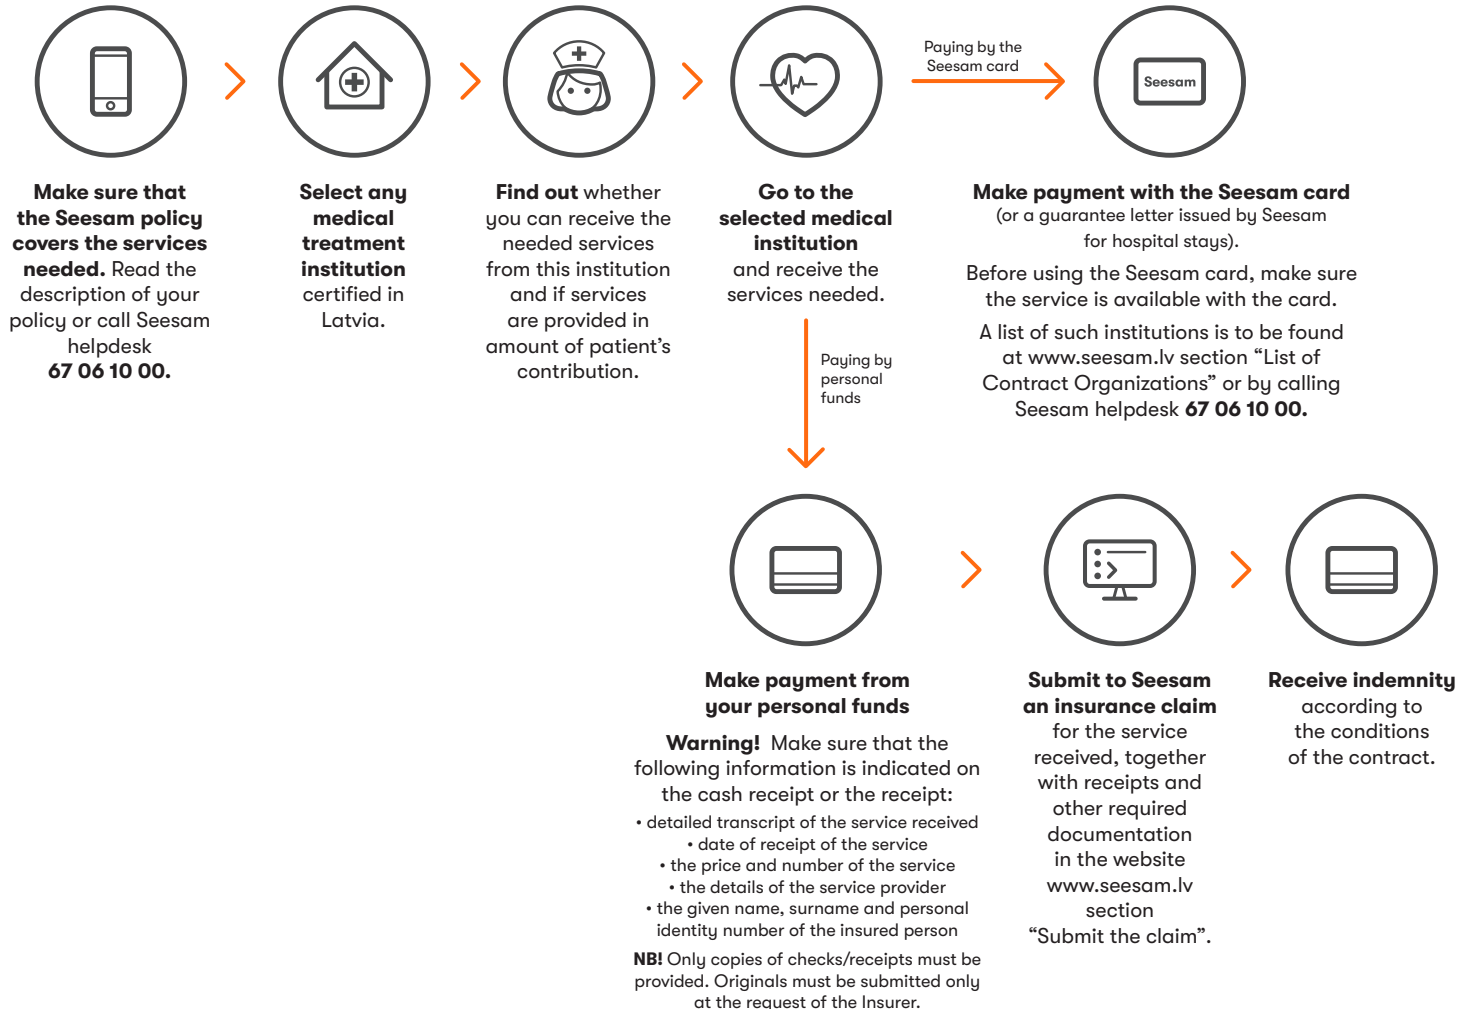 Make sure that
the Seesam policy
covers the services
needed. Read the
description of your
policy or call Seesam
helpdesk
67 06 10 00.
Select any
medical
treatment
institution
certified in
Latvia.
Find out whether
you can receive the
needed services
from this institution
and if services
are provided in
amount of patient’s
contribution.
Go to the
selected medical
institution
and receive the
services needed.
Paying by the
Seesam card
Seesam
Make payment with the Seesam card
(or a guarantee letter issued by Seesam
for hospital stays).
Before using the Seesam card, make sure
the service is available with the card.
A list of such institutions is to be found
at www.seesam.lv section “List of
Contract Organizations” or by calling
Seesam helpdesk 67 06 10 00.
Paying by
personal
funds
Make payment from
your personal funds
Warning! Make sure that the
following information is indicated on
the cash receipt or the receipt:
• detailed transcript of the service received
• date of receipt of the service
• the price and number of the service
• the details of the service provider
• the given name, surname and personal
identity number of the insured person
NB! Only copies of checks/receipts must be
provided. Originals must be submitted only
at the request of the Insurer.
Submit to Seesam
an insurance claim
for the service
received, together
with receipts and
other required
documentation
in the website
www.seesam.lv
section
“Submit the claim”.
Receive indemnity
according to
the conditions
of the contract.